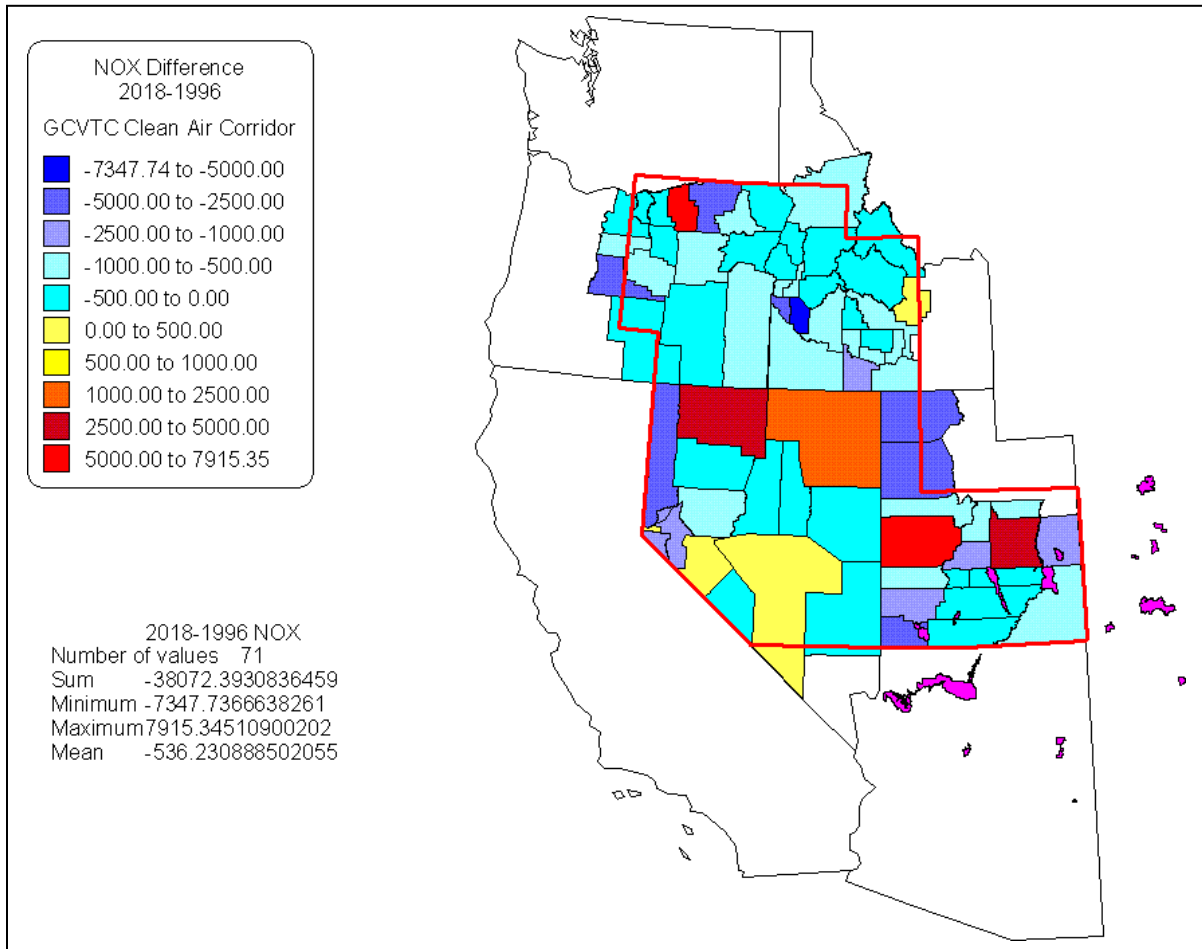 NOX Difference
2018-1996
GCVTC Clean Air Corridor
-7347.74 to -5000.00
-5000.00 to -2500.00
-2500.00 to -1000.00
-1000.00 to -500.00
-500.00 to 0.00
0.00 to 500.00
500.00 to 1000.00
1000.00 to 2500.00
2500.00 to 5000.00
5000.00 to 7915.35
2018-1996 NOX
Number of values 71
Sum -38072.3930836459
Minimum -7347.7366638261
Maximum 7915.34510900202
Mean -536.230888502055